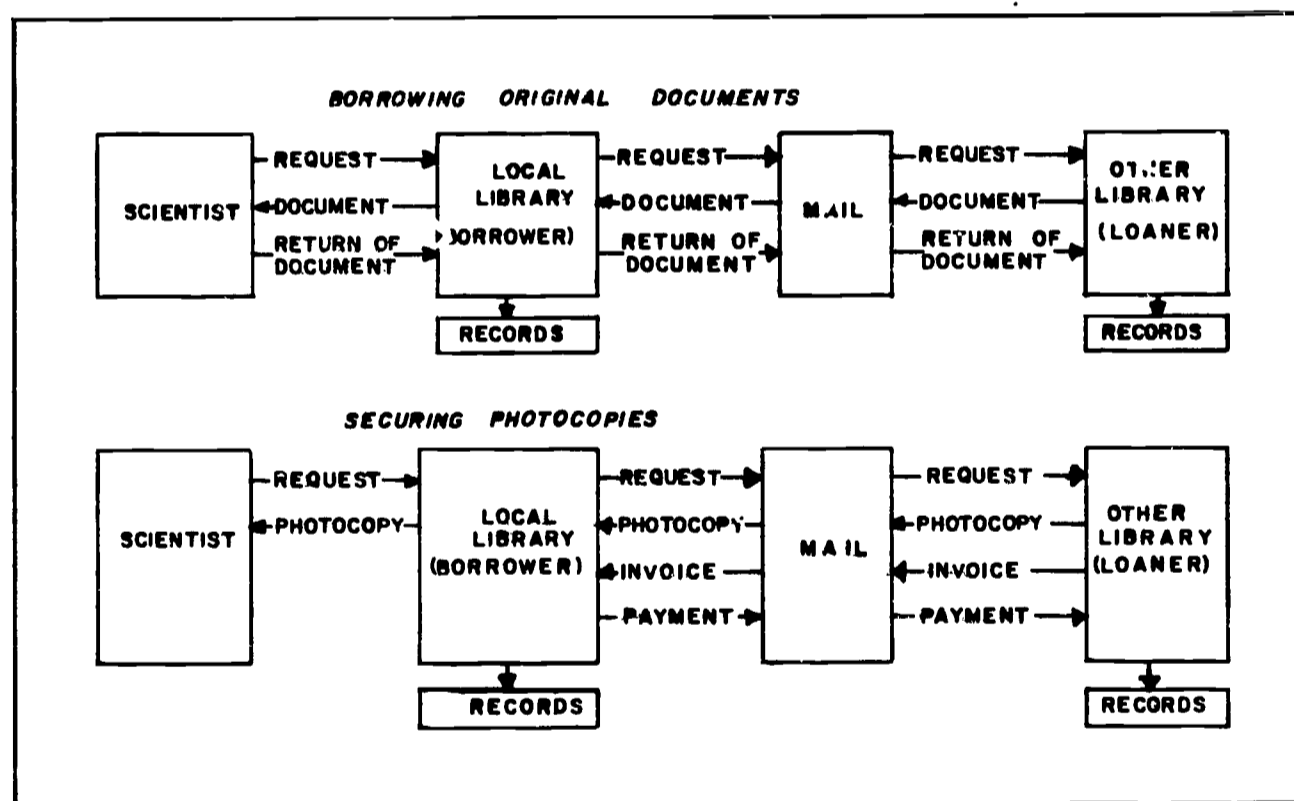 BORROWING ORIGINAL DOCUMENTS
REQUEST
REQUEST
REQUEST
SCIENTIST
DOCUMENT
LOCAL
LIBRARY
DOCUMENT
MAIL
DOCUMENT
LIBRARY
(LOANER)
RETURN OF
DOCUMENT
RETURN OF
DOCUMENT
RETURN OF
DOCUMENT
RECORDS
RECORDS
SECURING PHOTOCOPIES
REQUEST
REQUEST
REQUEST
SCIENTIST
PHOTOCOPY
LOCAL
LIBRARY
(BORROWER)
PHOTOCOPY
MAIL
PHOTOCOPY
OTHER
LIBRARY
(LOANER)
INVOICE
INVOICE
PAYMENT
PAYMENT
RECORDS
RECORDS